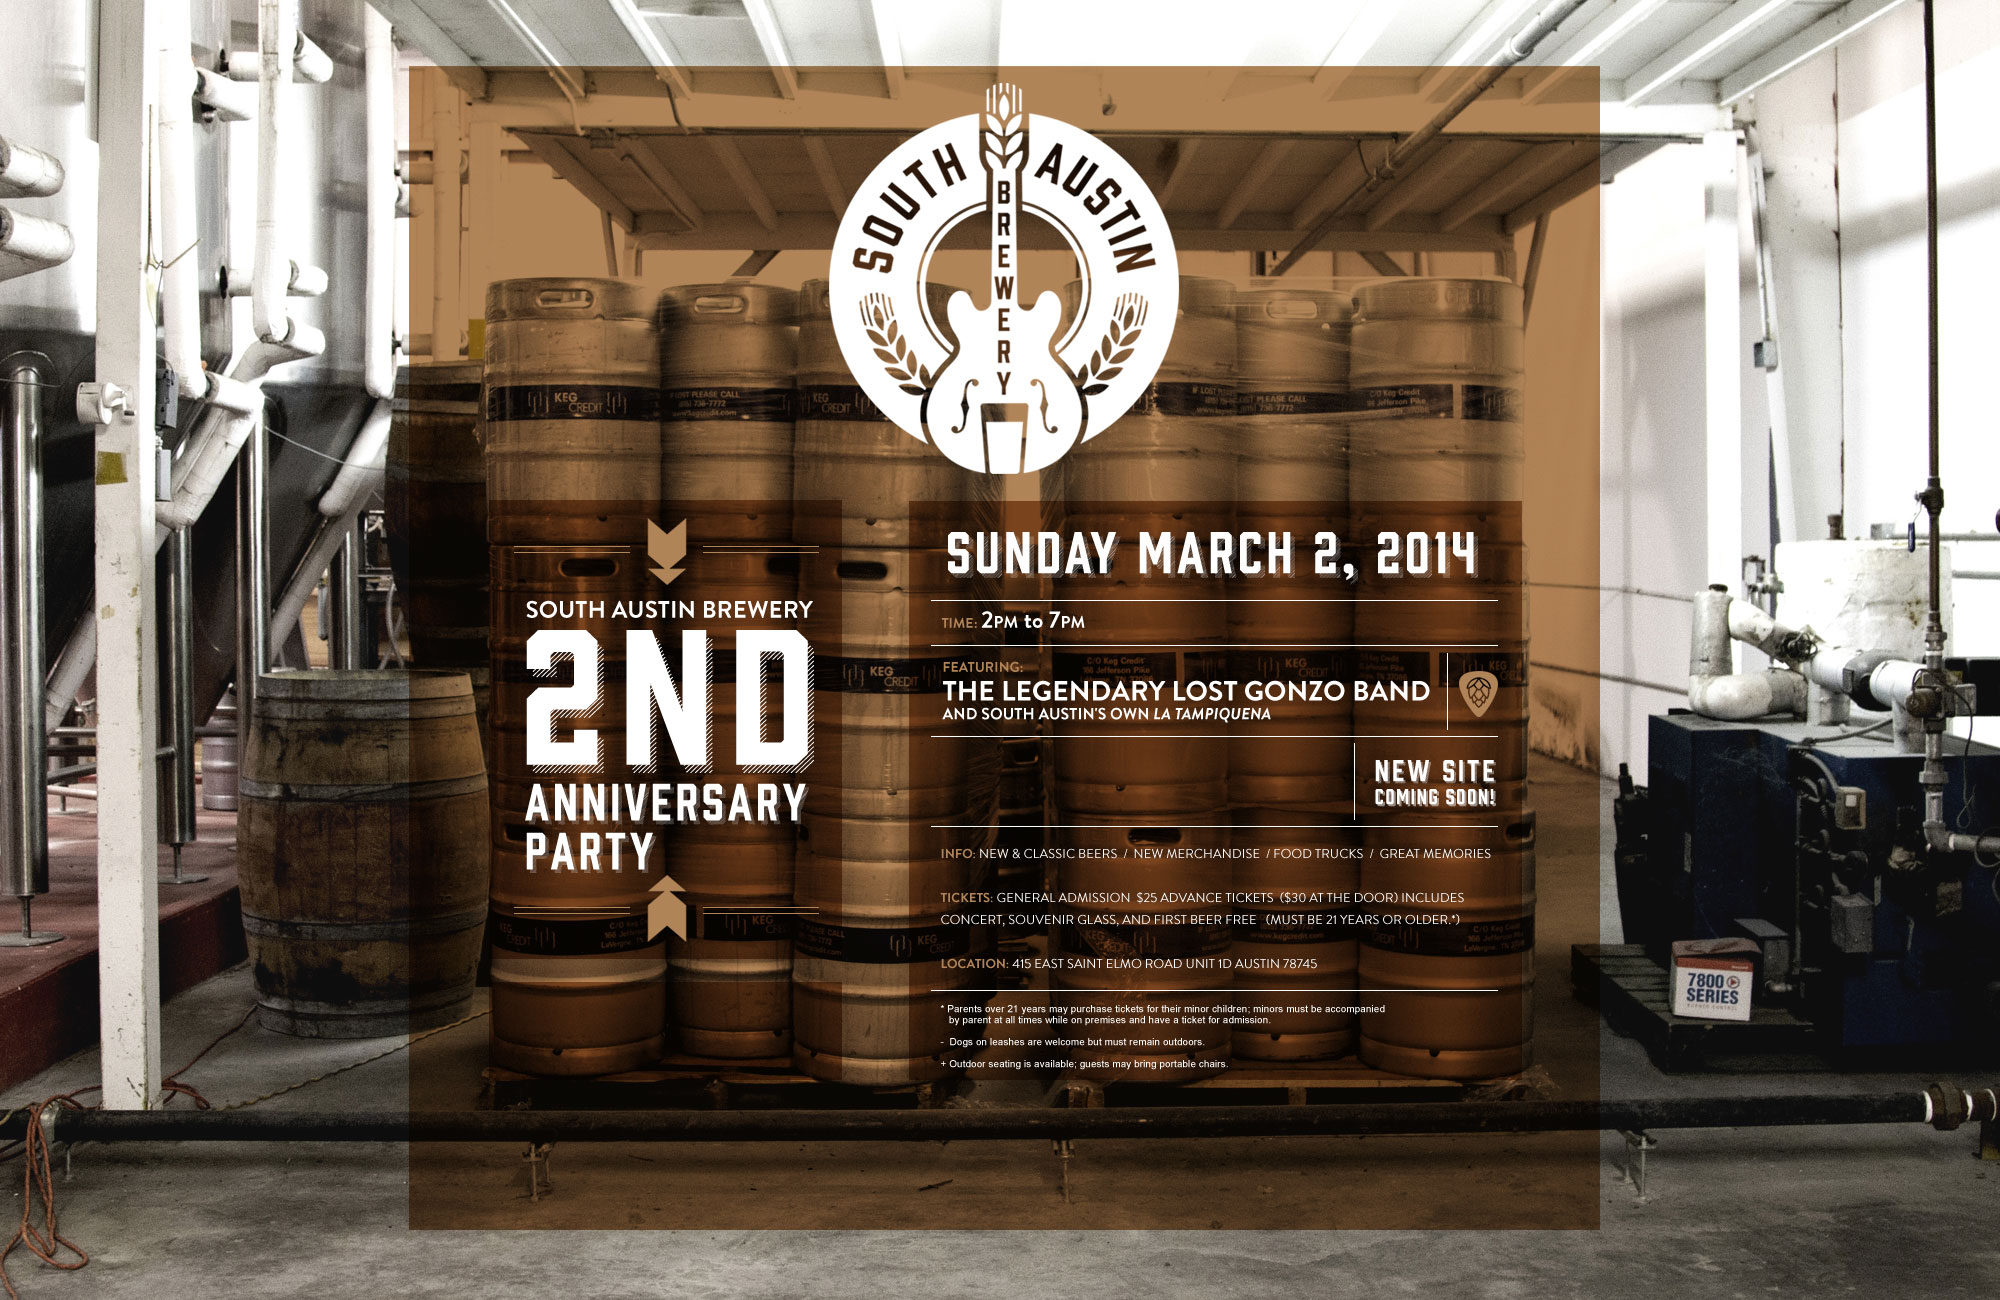 SOUTH AUSTIN
BREWERY
SOUTH AUSTIN BREWERY
2ND
ANNIVERSARY
PARTY
SUNDAY MARCH 2, 2014
TIME: 2PM to 7PM
FEATURING:
THE LEGENDARY LOST GONZO BAND
AND SOUTH AUSTIN'S OWN LA TAMPIQUENA
NEW SITE
COMING SOON!
INFO: NEW & CLASSIC BEERS / NEW MERCHANDISE / FOOD TRUCKS / GREAT MEMORIES
TICKETS: GENERAL ADMISSION $25 ADVANCE TICKETS ($30 AT THE DOOR) INCLUDES
CONCERT, SOUVENIR GLASS, AND FIRST BEER FREE (MUST BE 21 YEARS OR OLDER.*)
LOCATION: 415 EAST SAINT ELMO ROAD UNIT 1D AUSTIN 78745
* Parents over 21 years may purchase tickets for their minor children; minors must be accompanied
by parent at all times while on premises and have a ticket for admission.
- Dogs on leashes are welcome but must remain outdoors.
+ Outdoor seating is available; guests may bring portable chairs.
KEG
CREDIT
PLEASE CALL
KEG
CREDIT
7800
SERIES